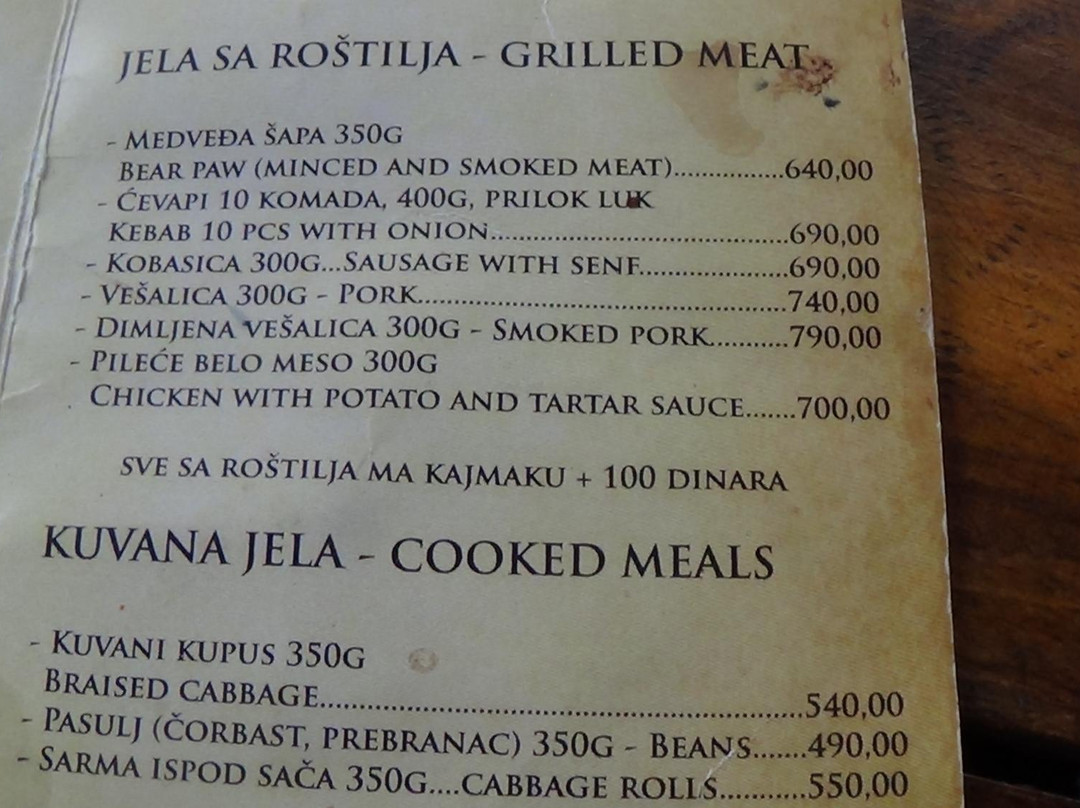 JELA SA ROŠTILJA - GRILLED MEAT
- MEDVEĐA ŠAPA 350G
BEAR PAW (MINCED AND SMOKED MEAT)................640,00
- ĆEVAPI 10 KOMADA, 400G, PRILOK LUK
KEBAB 10 PCS WITH ONION............................................690,00
- KOBASICA 300G...SAUSAGE WITH SENF......................690,00
- VEŠALICA 300G - PORK......................................................740,00
- DIMLJENA VEŠALICA 300G - SMOKED PORK............790,00
- PILEĆE BELO MESO 300G
CHICKEN WITH POTATO AND TARTAR SAUCE.......700,00
SVE SA ROŠTILJA MA KAJMAKU + 100 DINARA
KUVANA JELA - COOKED MEALS
- KUVANI KUPUS 350G
BRAISED CABBAGE................................................................540,00
- PASULJ (ČORBAST, PREBRANAC) 350G - BEANS.......490,00
- SARMA ISPOD SAČA 350G....CABBAGE ROLLS............550,00